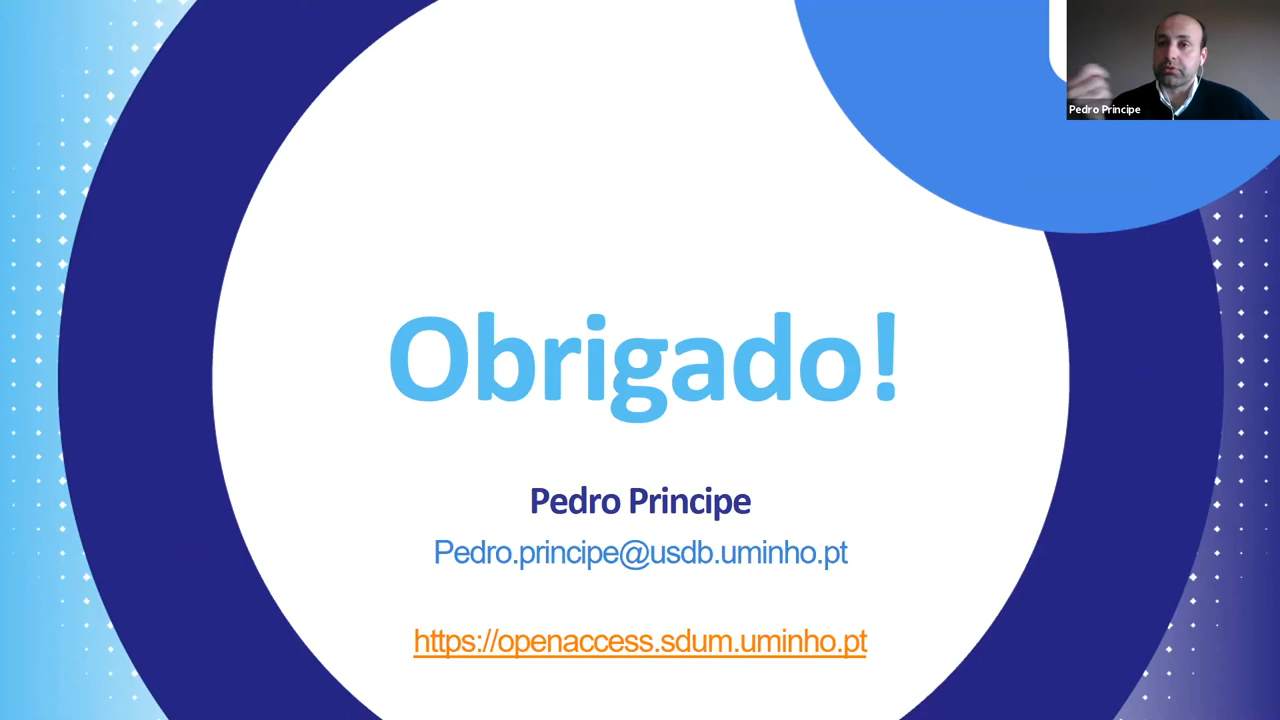 Pedro Principe
Obrigado!
Pedro Principe
Pedro.principe@usdb.uminho.pt
https://openaccess.sdum.uminho.pt